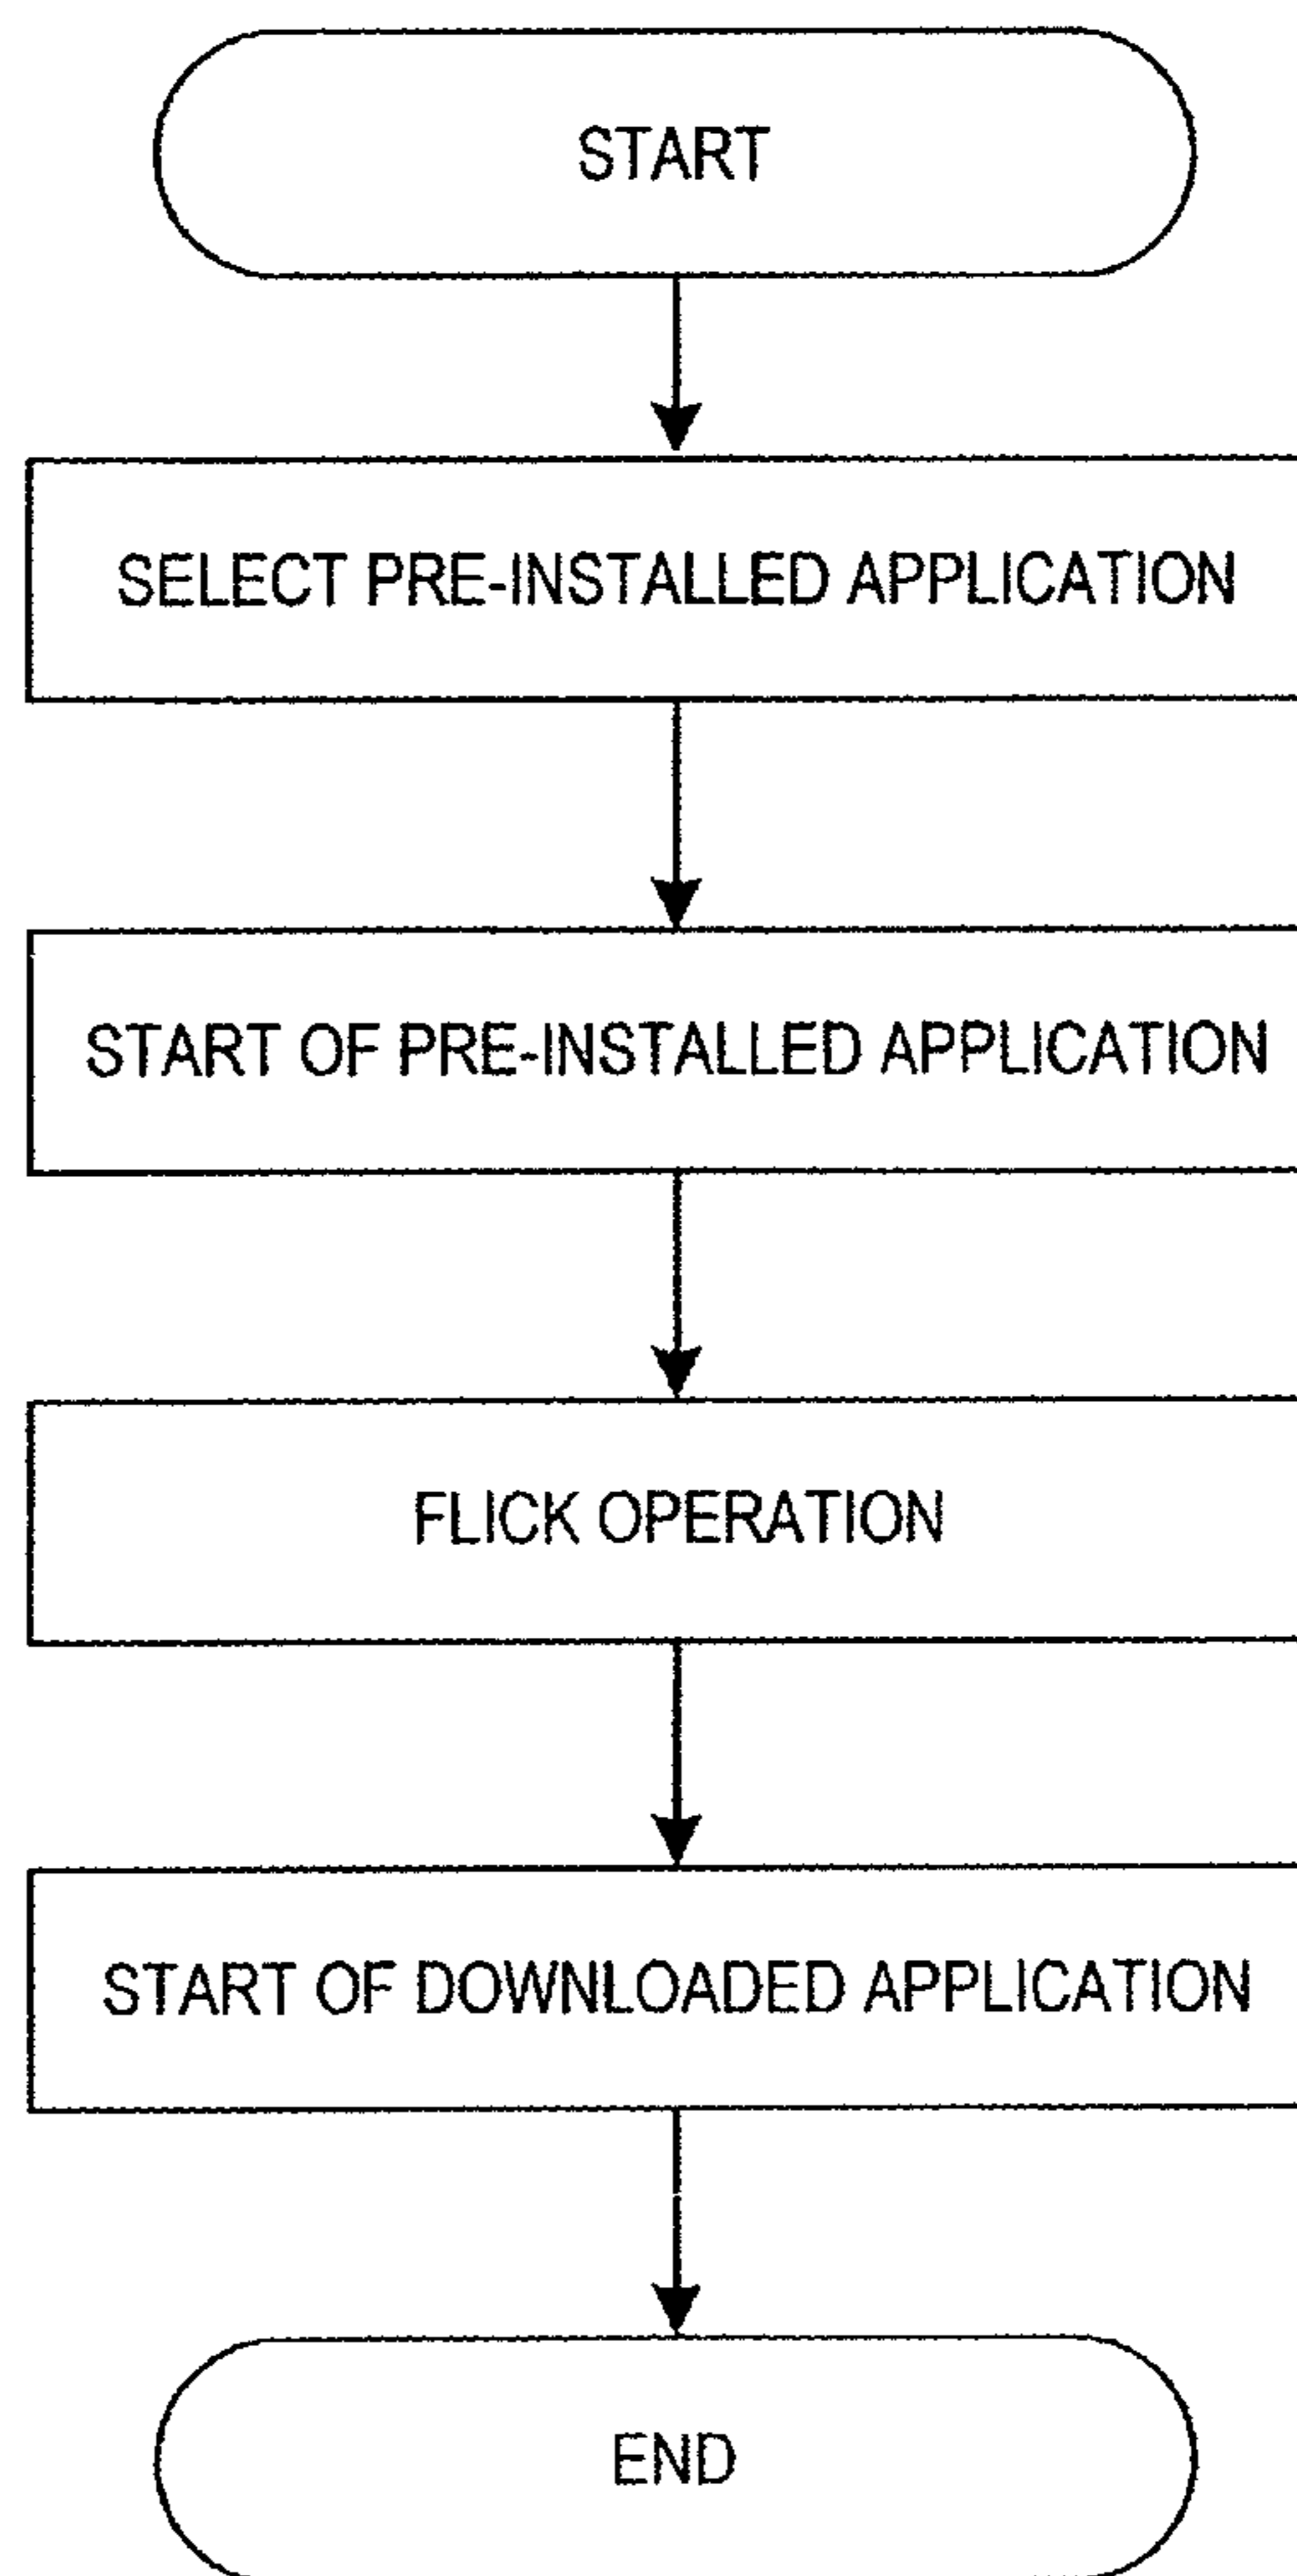 START
SELECT PRE-INSTALLED APPLICATION
START OF PRE-INSTALLED APPLICATION
FLICK OPERATION
START OF DOWNLOADED APPLICATION
END